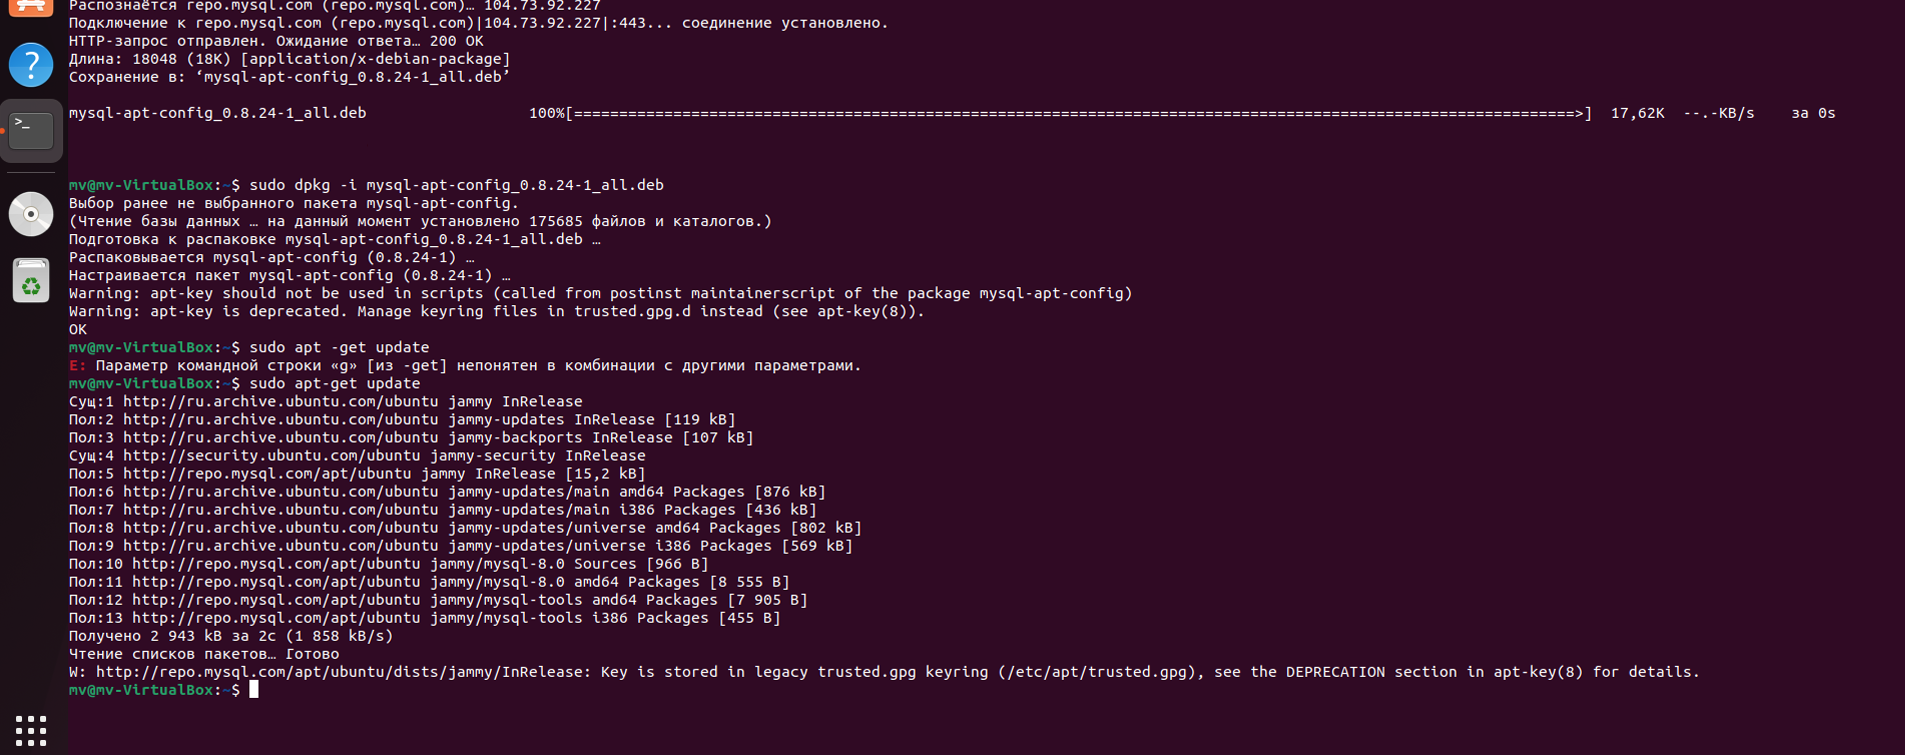 Распознаётся repo.mysql.com (repo.mysql.com)… 104.73.92.227
Подключение к repo.mysql.com (repo.mysql.com)|104.73.92.227|:443... соединение установлено.
HTTP-запрос отправлен. Ожидание ответа… 200 OK
Длина: 18048 (18K) [application/x-debian-package]
Сохранение в: ‘mysql-apt-config_0.8.24-1_all.deb’
mysql-apt-config_0.8.24-1_all.deb 100%[===============================================================================================================>] 17,62K --.-KB/s за 0s
mv@mv-VirtualBox:~$ sudo dpkg -i mysql-apt-config_0.8.24-1_all.deb
Выбор ранее не выбранного пакета mysql-apt-config.
(Чтение базы данных … на данный момент установлено 175685 файлов и каталогов.)
Подготовка к распаковке mysql-apt-config_0.8.24-1_all.deb …
Распаковывается mysql-apt-config (0.8.24-1) …
Настраивается пакет mysql-apt-config (0.8.24-1) …
Warning: apt-key should not be used in scripts (called from postinst maintainerscript of the package mysql-apt-config)
Warning: apt-key is deprecated. Manage keyring files in trusted.gpg.d instead (see apt-key(8)).
OK
mv@mv-VirtualBox:~$ sudo apt -get update
E: Параметр командной строки «g» [из -get] непонятен в комбинации с другими параметрами.
mv@mv-VirtualBox:~$ sudo apt-get update
Сущ:1 http://ru.archive.ubuntu.com/ubuntu jammy InRelease
Пол:2 http://ru.archive.ubuntu.com/ubuntu jammy-updates InRelease [119 kB]
Пол:3 http://ru.archive.ubuntu.com/ubuntu jammy-backports InRelease [107 kB]
Сущ:4 http://security.ubuntu.com/ubuntu jammy-security InRelease
Пол:5 http://repo.mysql.com/apt/ubuntu jammy InRelease [15,2 kB]
Пол:6 http://ru.archive.ubuntu.com/ubuntu jammy-updates/main amd64 Packages [876 kB]
Пол:7 http://ru.archive.ubuntu.com/ubuntu jammy-updates/main i386 Packages [436 kB]
Пол:8 http://ru.archive.ubuntu.com/ubuntu jammy-updates/universe amd64 Packages [802 kB]
Пол:9 http://ru.archive.ubuntu.com/ubuntu jammy-updates/universe i386 Packages [569 kB]
Пол:10 http://repo.mysql.com/apt/ubuntu jammy/mysql-8.0 Sources [966 B]
Пол:11 http://repo.mysql.com/apt/ubuntu jammy/mysql-8.0 amd64 Packages [8 555 B]
Пол:12 http://repo.mysql.com/apt/ubuntu jammy/mysql-tools amd64 Packages [7 905 B]
Пол:13 http://repo.mysql.com/apt/ubuntu jammy/mysql-tools i386 Packages [455 B]
Получено 2 943 kB за 2с (1 858 kB/s)
Чтение списков пакетов… Готово
W: http://repo.mysql.com/apt/ubuntu/dists/jammy/InRelease: Key is stored in legacy trusted.gpg keyring (/etc/apt/trusted.gpg), see the DEPRECATION section in apt-key(8) for details.
mv@mv-VirtualBox:~$